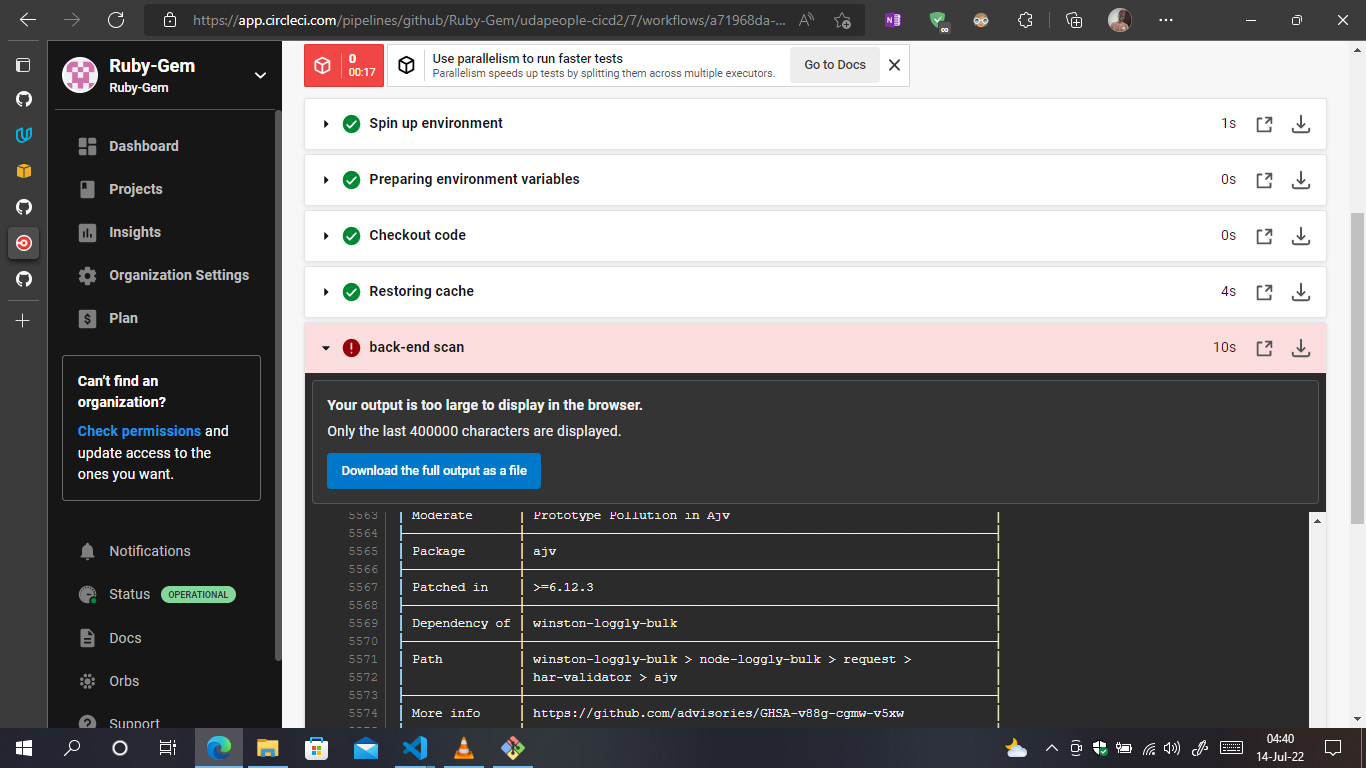 https://app.circleci.com/pipelines/github/Ruby-Gem/udapeople-cicd2/7/workflows/a71968da-...
Ruby-Gem
Ruby-Gem
Dashboard
Projects
Insights
Organization Settings
Plan
Can't find an
organization?
Check permissions and
update access to the
ones you want.
Notifications
Status OPERATIONAL
Docs
Orbs
Support
0
00:17
Use parallelism to run faster tests
Parallelism speeds up tests by splitting them across multiple executors.
Go to Docs
Spin up environment 1s
Preparing environment variables 0s
Checkout code 0s
Restoring cache 4s
back-end scan 10s
Your output is too large to display in the browser.
Only the last 400000 characters are displayed.
Download the full output as a file
5563 Moderate Prototype Pollution in Ajv
5564
5565 Package ajv
5566
5567 Patched in >=6.12.3
5568
5569 Dependency of winston-loggly-bulk
5570
5571 Path winston-loggly-bulk > node-loggly-bulk > request >
5572 har-validator > ajv
5573
5574 More info https://github.com/advisories/GHSA-v88g-cgmw-v5xw
04:40
14-Jul-22